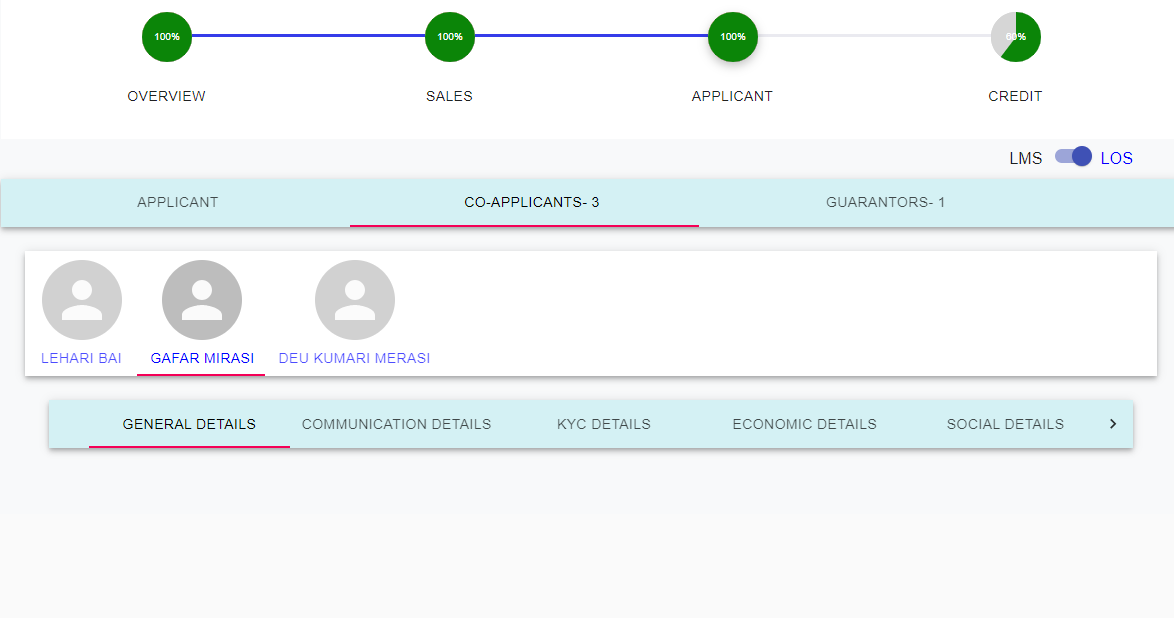 100% 100% 100% 60%
OVERVIEW SALES APPLICANT CREDIT
LMS LOS
APPLICANT CO-APPLICANTS- 3 GUARANTORS- 1
LEHARI BAI GAFAR MIRASI DEU KUMARI MERASI
GENERAL DETAILS COMMUNICATION DETAILS KYC DETAILS ECONOMIC DETAILS SOCIAL DETAILS